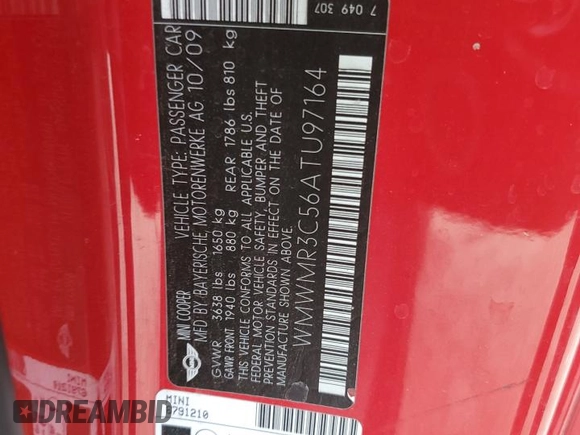 7 049 307
MINI COOPER VEHICLE TYPE: PASSENGER CAR
MFD BY BAYERISCHE MOTORENWERKE AG 10/09
GVWR 3638 lbs 1650 kg
GAWR FRONT 1940 lbs 880 kg REAR 1786 lbs 810 kg
THIS VEHICLE CONFORMS TO ALL APPLICABLE U.S.
FEDERAL MOTOR VEHICLE SAFETY, BUMPER AND THEFT
PREVENTION STANDARDS IN EFFECT ON THE DATE OF
MANUFACTURE SHOWN ABOVE.
WMWMR3C56ATU97164
MINI
6791210
DREAMBID